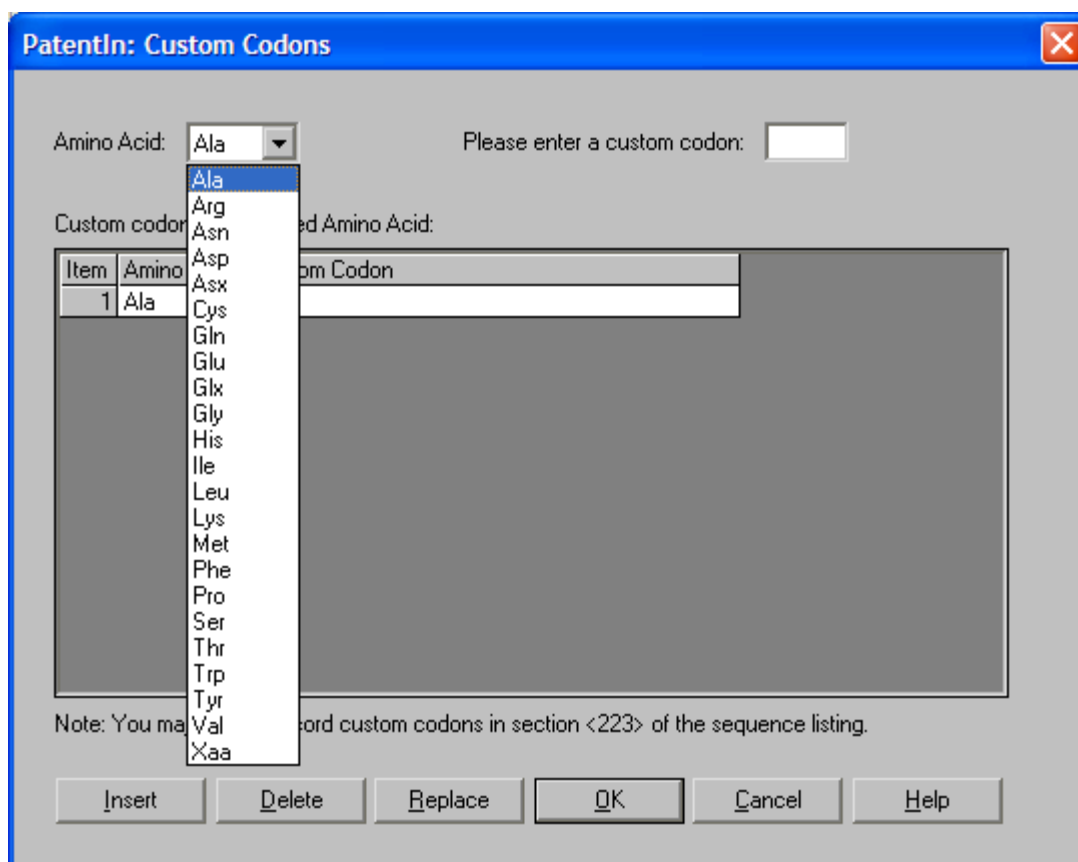 PatentIn: Custom Codons
Amino Acid: Ala Please enter a custom codon:
Ala
Arg
Asn
Asp
Asx
Cys
Gln
Glu
Glx
Gly
His
Ile
Leu
Lys
Met
Phe
Pro
Ser
Thr
Trp
Tyr
Val
Xaa
Custom codon ed Amino Acid:
Item Amino om Codon
1 Ala
Note: You may ord custom codons in section <223> of the sequence listing.
Insert Delete Replace OK Cancel Help